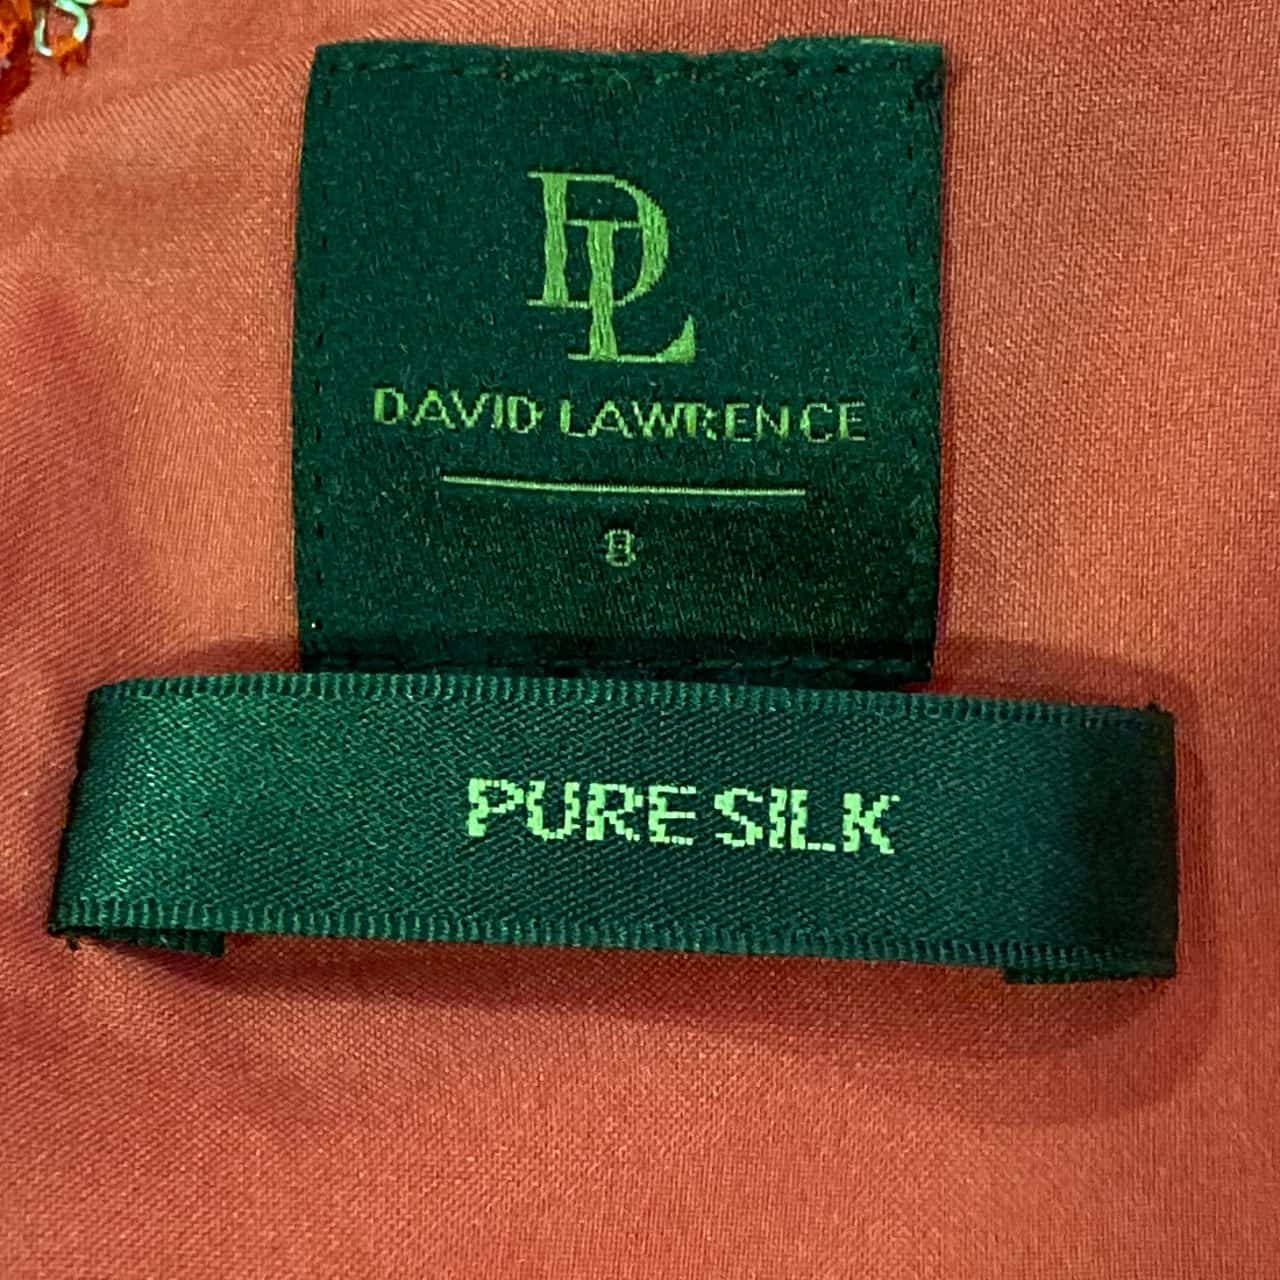 DL
DAVID LAWRENCE
8
PURE SILK